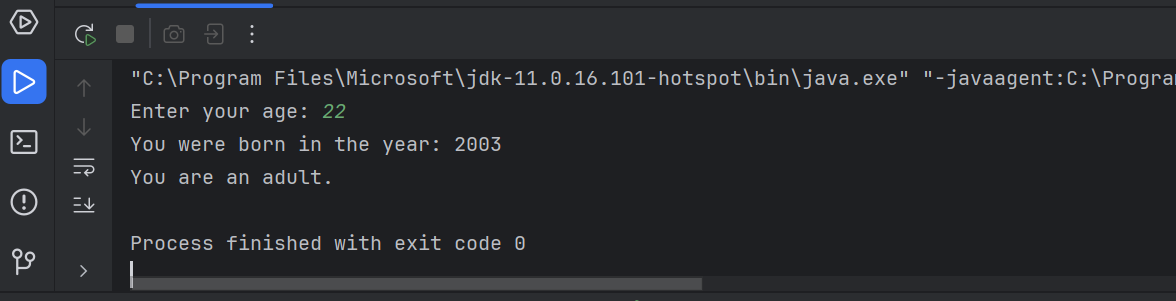 "C:\Program Files\Microsoft\jdk-11.0.16.101-hotspot\bin\java.exe" "-javaagent:C:\Program
Enter your age: 22
You were born in the year: 2003
You are an adult.
Process finished with exit code 0